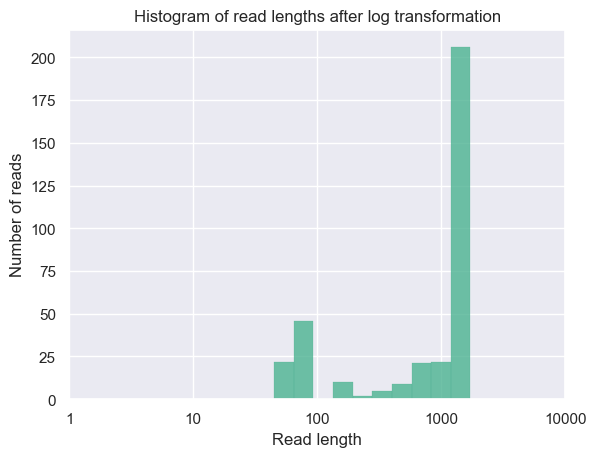 Histogram of read lengths after log transformation
200
175
150
125
100
75
50
25
0
Number of reads
1 10 100 1000 10000
Read length